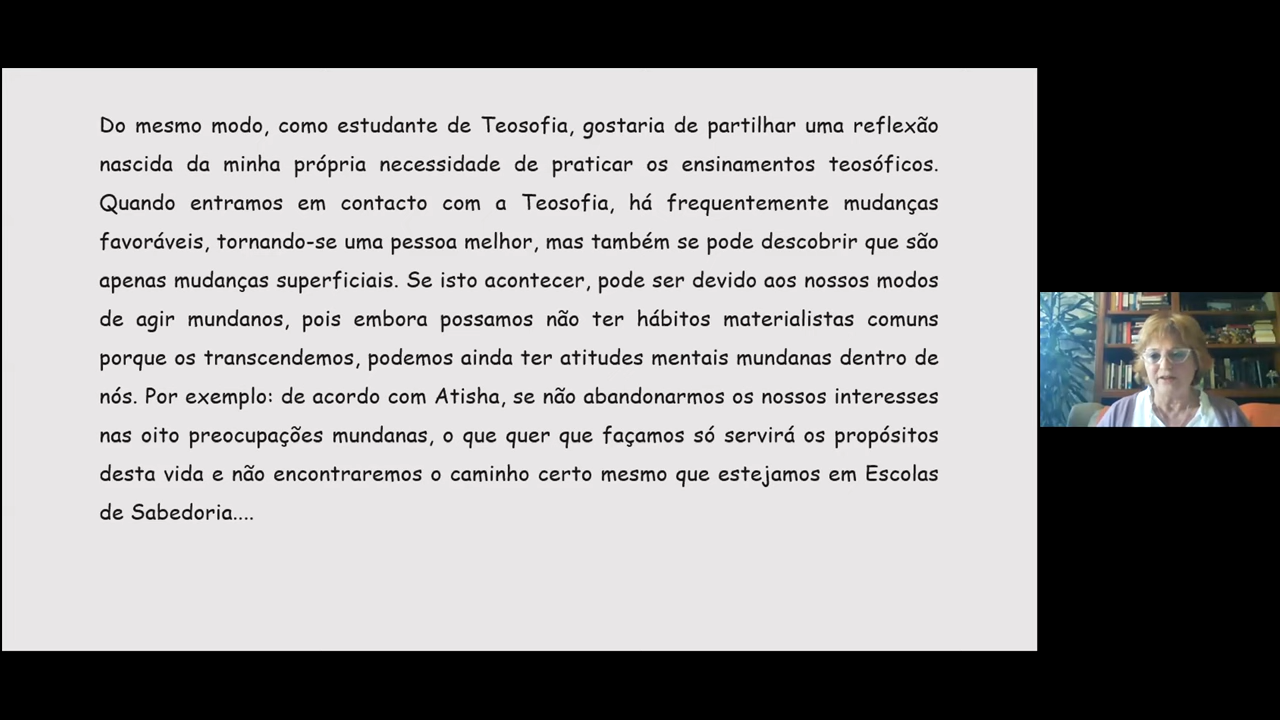 Do mesmo modo, como estudante de Teosofia, gostaria de partilhar uma reflexão
nascida da minha própria necessidade de praticar os ensinamentos teosóficos.
Quando entramos em contacto com a Teosofia, há frequentemente mudanças
favoráveis, tornando-se uma pessoa melhor, mas também se pode descobrir que são
apenas mudanças superficiais. Se isto acontecer, pode ser devido aos nossos modos
de agir mundanos, pois embora possamos não ter hábitos materialistas comuns
porque os transcendemos, podemos ainda ter atitudes mentais mundanas dentro de
nós. Por exemplo: de acordo com Atisha, se não abandonarmos os nossos interesses
nas oito preocupações mundanas, o que quer que façamos só servirá os propósitos
desta vida e não encontraremos o caminho certo mesmo que estejamos em Escolas
de Sabedoria....